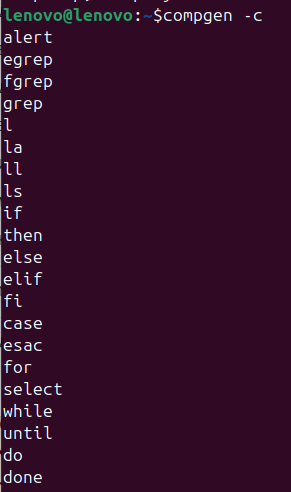 lenovo@lenovo:~$compgen -c
alert
egrep
fgrep
grep
l
la
ll
ls
if
then
else
elif
fi
case
esac
for
select
while
until
do
done